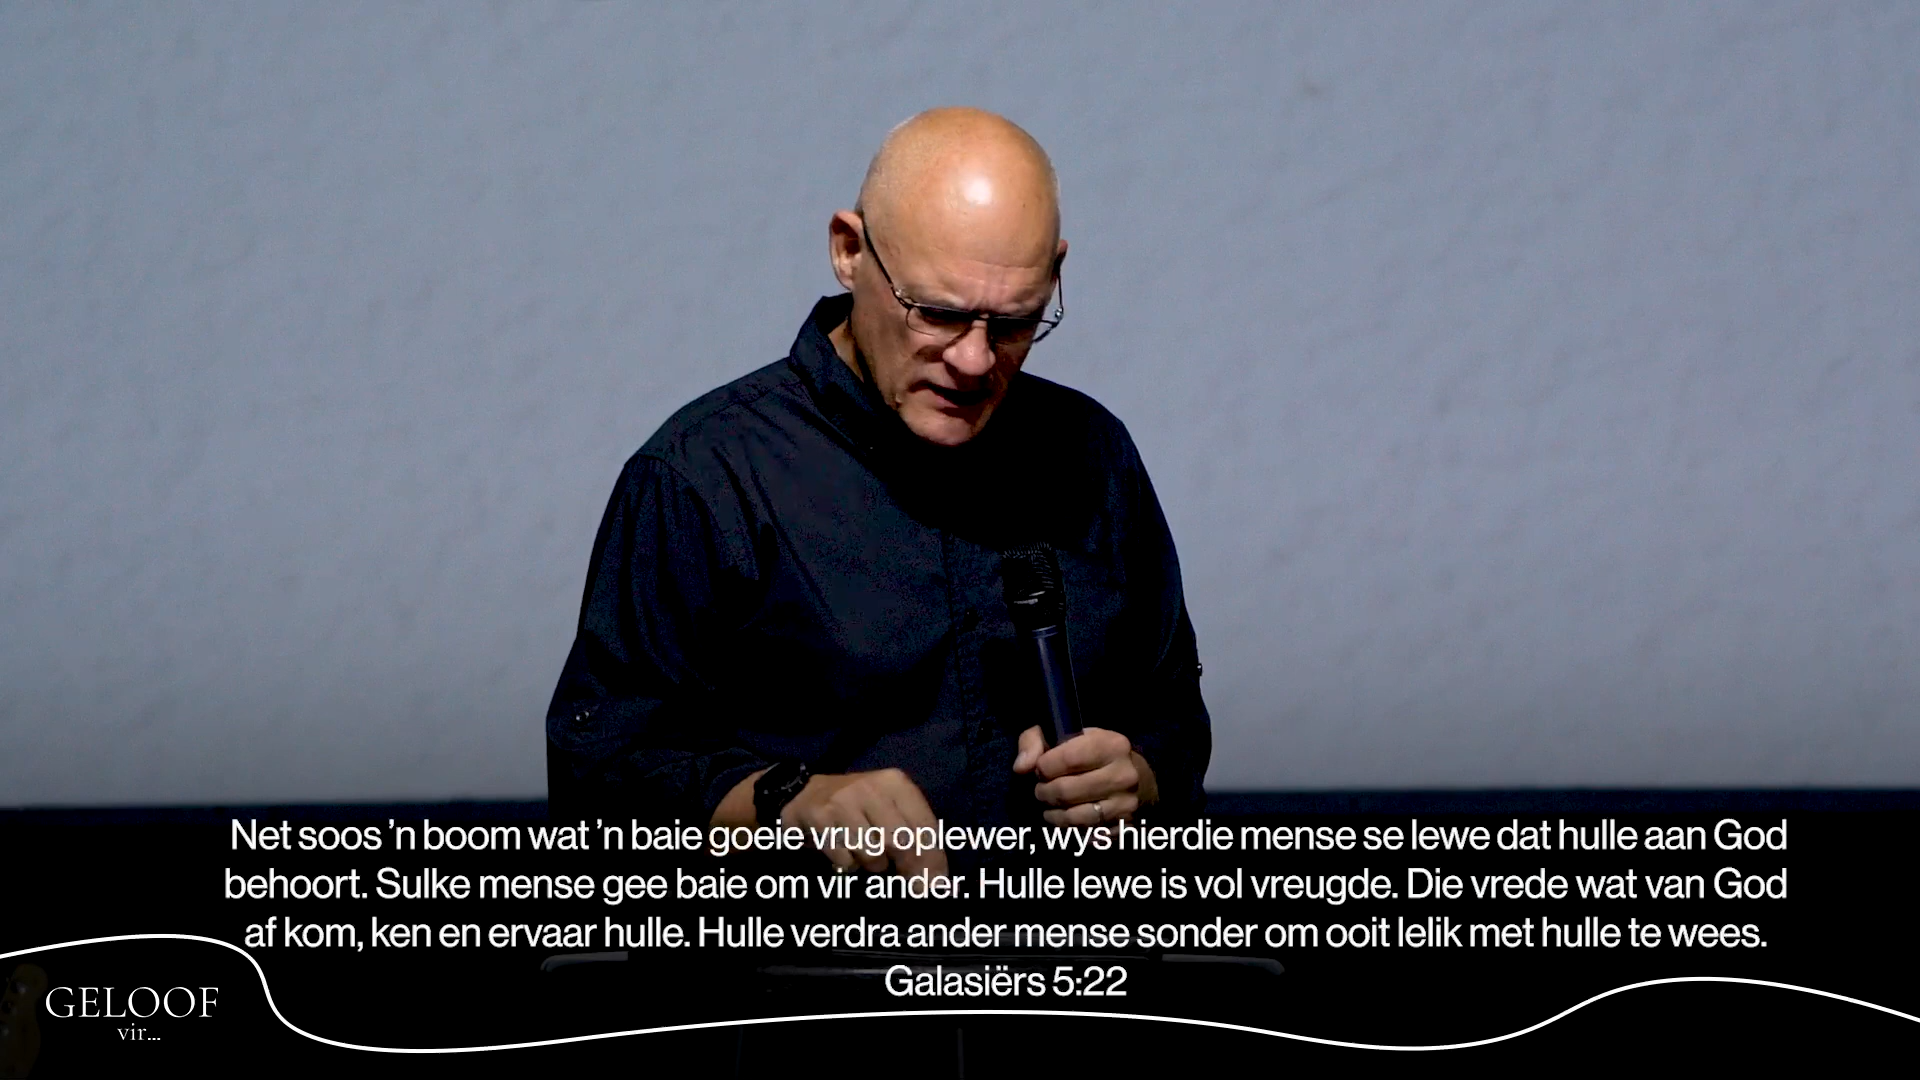 Net soos ’n boom wat ’n baie goeie vrug oplewer, wys hierdie mense se lewe dat hulle aan God
behoort. Sulke mense gee baie om vir ander. Hulle lewe is vol vreugde. Die vrede wat van God
af kom, ken en ervaar hulle. Hulle verdra ander mense sonder om ooit lelik met hulle te wees.
Galasiërs 5:22
GELOOF
vir...